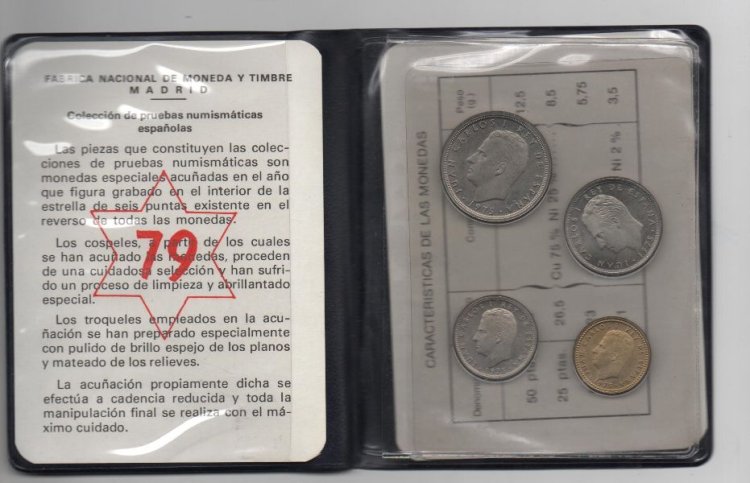 FABRICA NACIONAL DE MONEDA Y TIMBRE
MADRID
Colección de pruebas numismáticas
españolas
Las piezas que constituyen las colec-
ciones de pruebas numismáticas son
monedas especiales acuñadas en el año
que figura grabado en el interior de la
estrella de seis puntas existente en el
reverso de todas las monedas.
Los cospeles, a partir de los cuales
se han acuñado las monedas, proceden
de una cuidadosa selección y han sufri-
do un proceso de limpieza y abrillantado
especial.
Los troqueles empleados en la acu-
ñación se han preparado especialmente
con pulido de brillo espejo de los planos
y mateado de los relieves.
La acuñación propiamente dicha se
efectúa a cadencia reducida y toda la
manipulación final se realiza con el má-
ximo cuidado.
79
CARACTERISTICAS DE LAS MONEDAS
Peso
(g.)
12,5
8,5
5,75
3,5
Cu 75 % Ni 25
Ni 2 %
26,5
50 ptas
25 ptas.
JUAN CARLOS I REY DE ESPAÑA